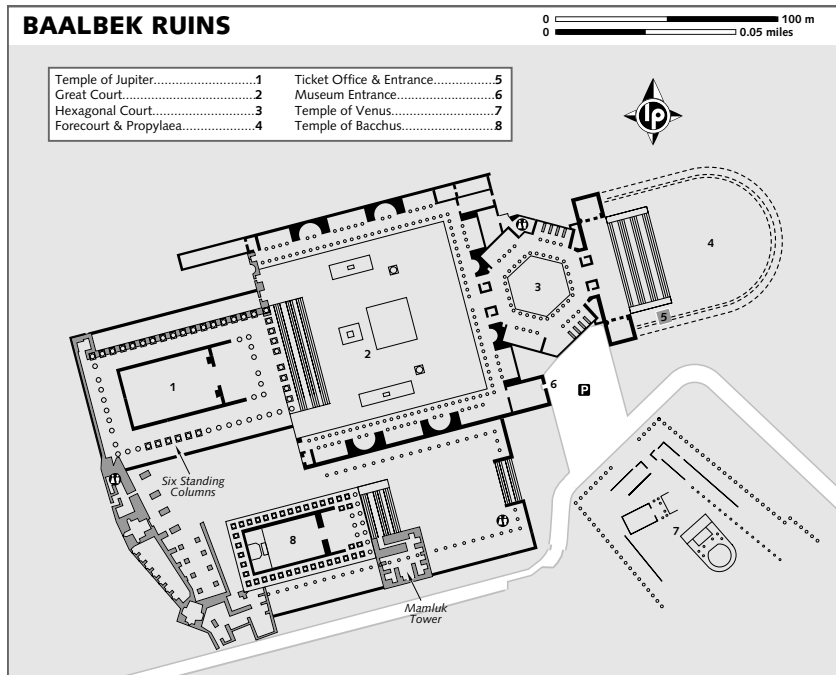 BAALBEK RUINS
0 100 m
0 0.05 miles
Temple of Jupiter..............................1
Great Court......................................2
Hexagonal Court..............................3
Forecourt & Propylaea......................4
Ticket Office & Entrance..................5
Museum Entrance............................6
Temple of Venus..............................7
Temple of Bacchus...........................8
lp
4
3
5
2
1
6
P
Six Standing
Columns
8
7
Mamluk
Tower